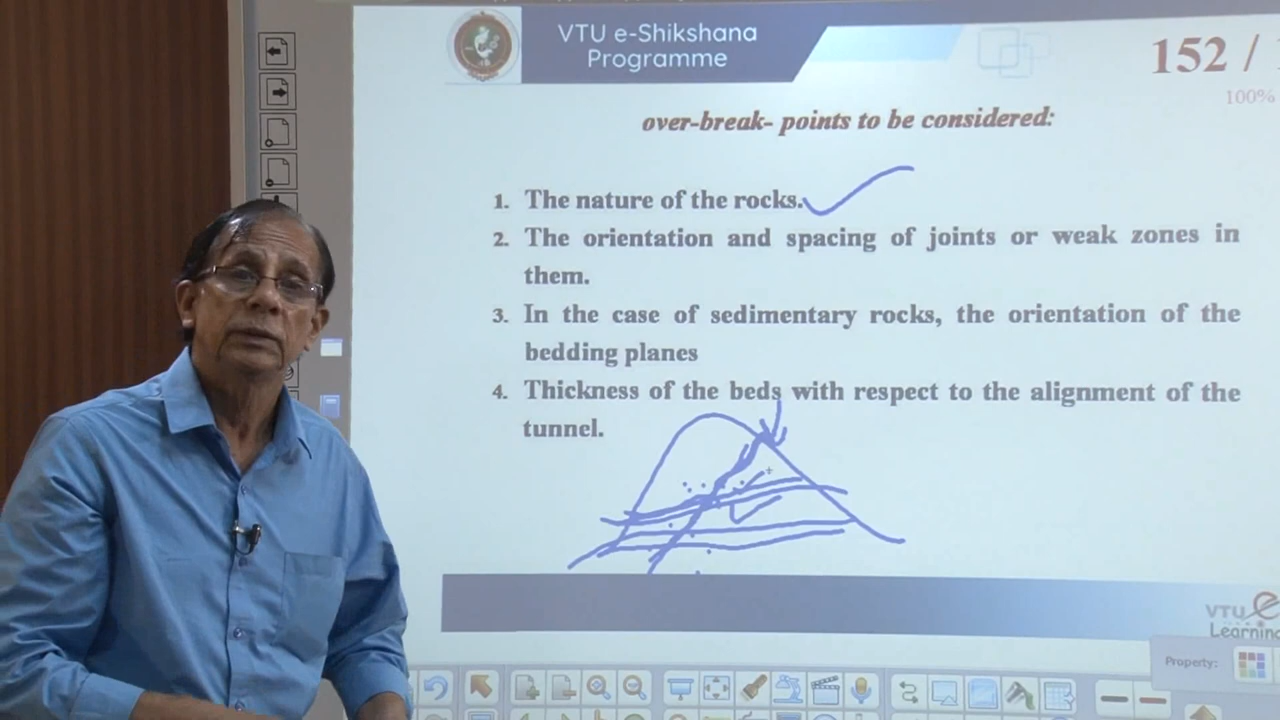 VTU e-Shikshana
Programme
152 /
100%
over-break- points to be considered:
1. The nature of the rocks.
2. The orientation and spacing of joints or weak zones in
them.
3. In the case of sedimentary rocks, the orientation of the
bedding planes
4. Thickness of the beds with respect to the alignment of the
tunnel.
VTU e
Learning
Property: